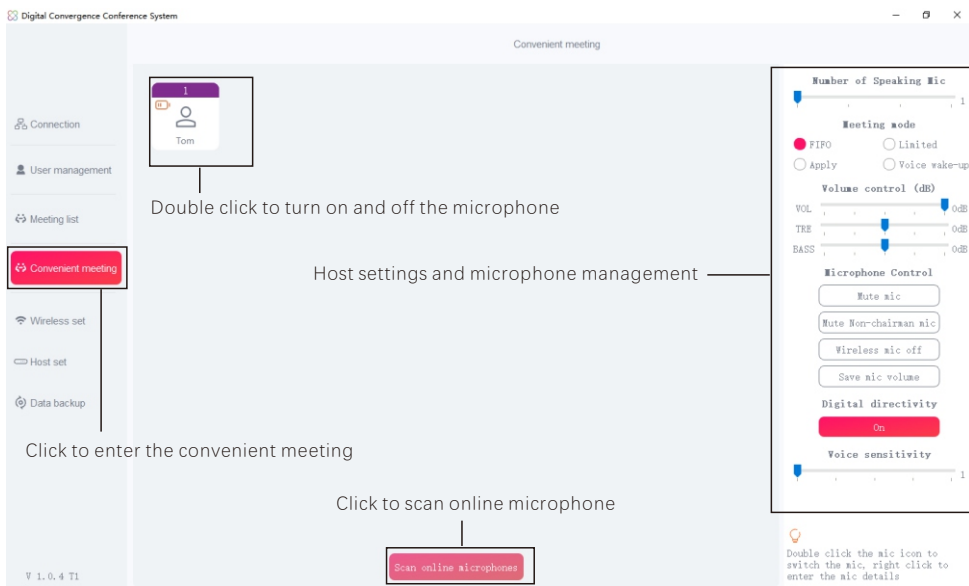 Digital Convergence Conference System
Convenient meeting
Connection
User management
Meeting list
Convenient meeting
Wireless set
Host set
Data backup
V 1.0.4 T1
1
Tom
Double click to turn on and off the microphone
Host settings and microphone management
Click to enter the convenient meeting
Click to scan online microphone
Scan online microphones
Number of Speaking Mic
1
Meeting mode
FIFO
Limited
Apply
Voice wake-up
Volume control (dB)
VOL
0dB
TRE
0dB
BASS
0dB
Microphone Control
Mute mic
Mute Non-chairman mic
Wireless mic off
Save mic volume
Digital directivity
On
Voice sensitivity
1
Double click the mic icon to
switch the mic, right click to
enter the mic details